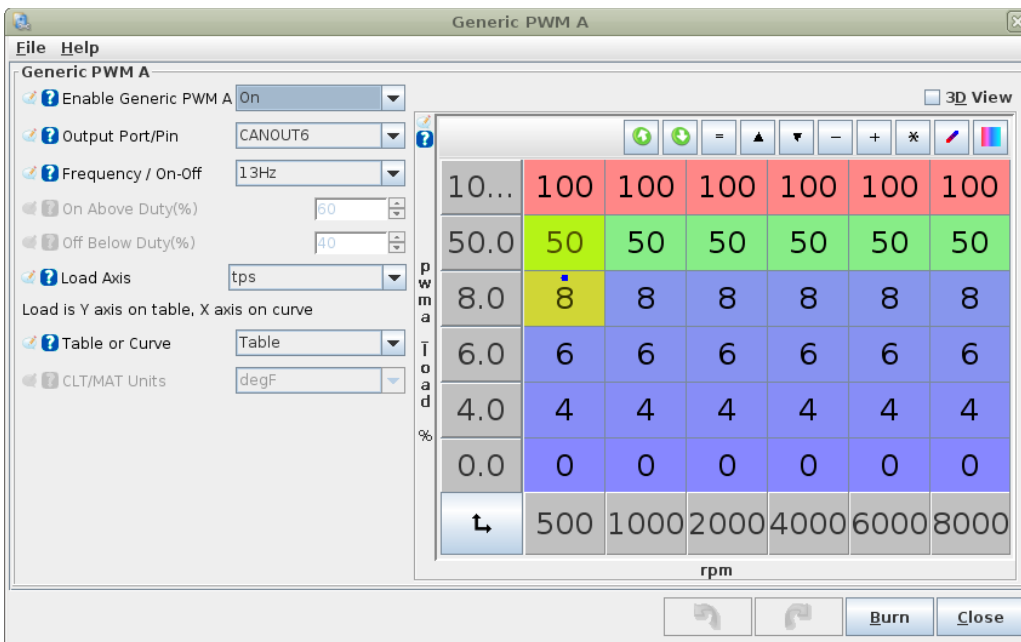 Generic PWM A
File Help
Generic PWM A
Enable Generic PWM A On
Output Port/Pin CANOUT6
Frequency / On-Off 13Hz
On Above Duty(%) 60
Off Below Duty(%) 40
Load Axis tps
Load is Y axis on table, X axis on curve
Table or Curve Table
CLT/MAT Units degF
3D View
= - + *
pwma_load %
10... 100 100 100 100 100 100
50.0 50 50 50 50 50 50
8.0 8 8 8 8 8 8
6.0 6 6 6 6 6 6
4.0 4 4 4 4 4 4
0.0 0 0 0 0 0 0
500 1000 2000 4000 6000 8000
rpm
Burn Close